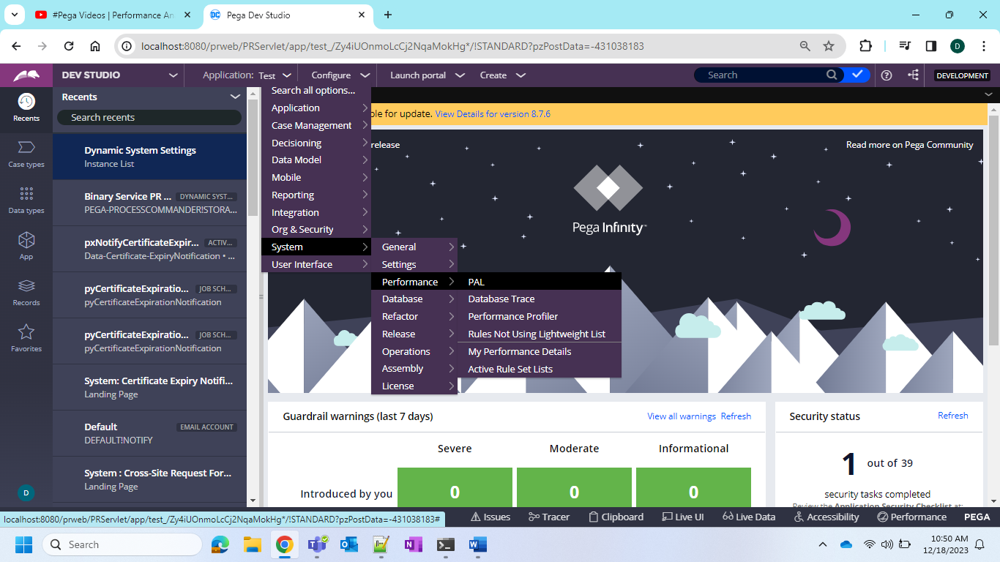 #Pega Videos | Performance An
Pega Dev Studio
localhost:8080/prweb/PRServlet/app/test_/Zy4iUOnmoLcCj2NqaMokHg*/!STANDARD?pzPostData=-431038183
D
DEV STUDIO
Application: Test
Configure
Launch portal
Create
Search
DEVELOPMENT
Recents
Case types
Data types
App
Records
Favorites
D
Recents
Search recents
Dynamic System Settings
Instance List
Binary Service PR ... DYNAMIC SYST...
PEGA-PROCESSCOMMANDER!STORA...
pxNotifyCertificateExpir... ACTIV...
Data-Certificate-ExpiryNotification • ...
pyCertificateExpiratio... JOB SCH...
pyCertificateExpirationNotification
pyCertificateExpiratio... JOB SCH...
pyCertificateExpirationNotification
System: Certificate Expiry Notifi...
Landing Page
Default EMAIL ACCOUNT
DEFAULT!NOTIFY
System : Cross-Site Request For...
Landing Page
Search all options...
Application
Case Management
Decisioning
Data Model
Mobile
Reporting
Integration
Org & Security
System
User Interface
General
Settings
Performance
Database
Refactor
Release
Operations
Assembly
License
PAL
Database Trace
Performance Profiler
Rules Not Using Lightweight List
My Performance Details
Active Rule Set Lists
ble for update. View Details for version 8.7.6
release
Read more on Pega Community
Pega Infinity™
Guardrail warnings (last 7 days)
View all warnings Refresh
Severe Moderate Informational
Introduced by you 0 0 0
Security status
Refresh
1 out of 39
security tasks completed
Review the Application Security Checklist at:
localhost:8080/prweb/PRServlet/app/test_/Zy4iUOnmoLcCj2NqaMokHg*/!STANDARD?pzPostData=-431038183#
Issues Tracer Clipboard Live UI Live Data Accessibility Performance PEGA
Search
10:50 AM
12/18/2023